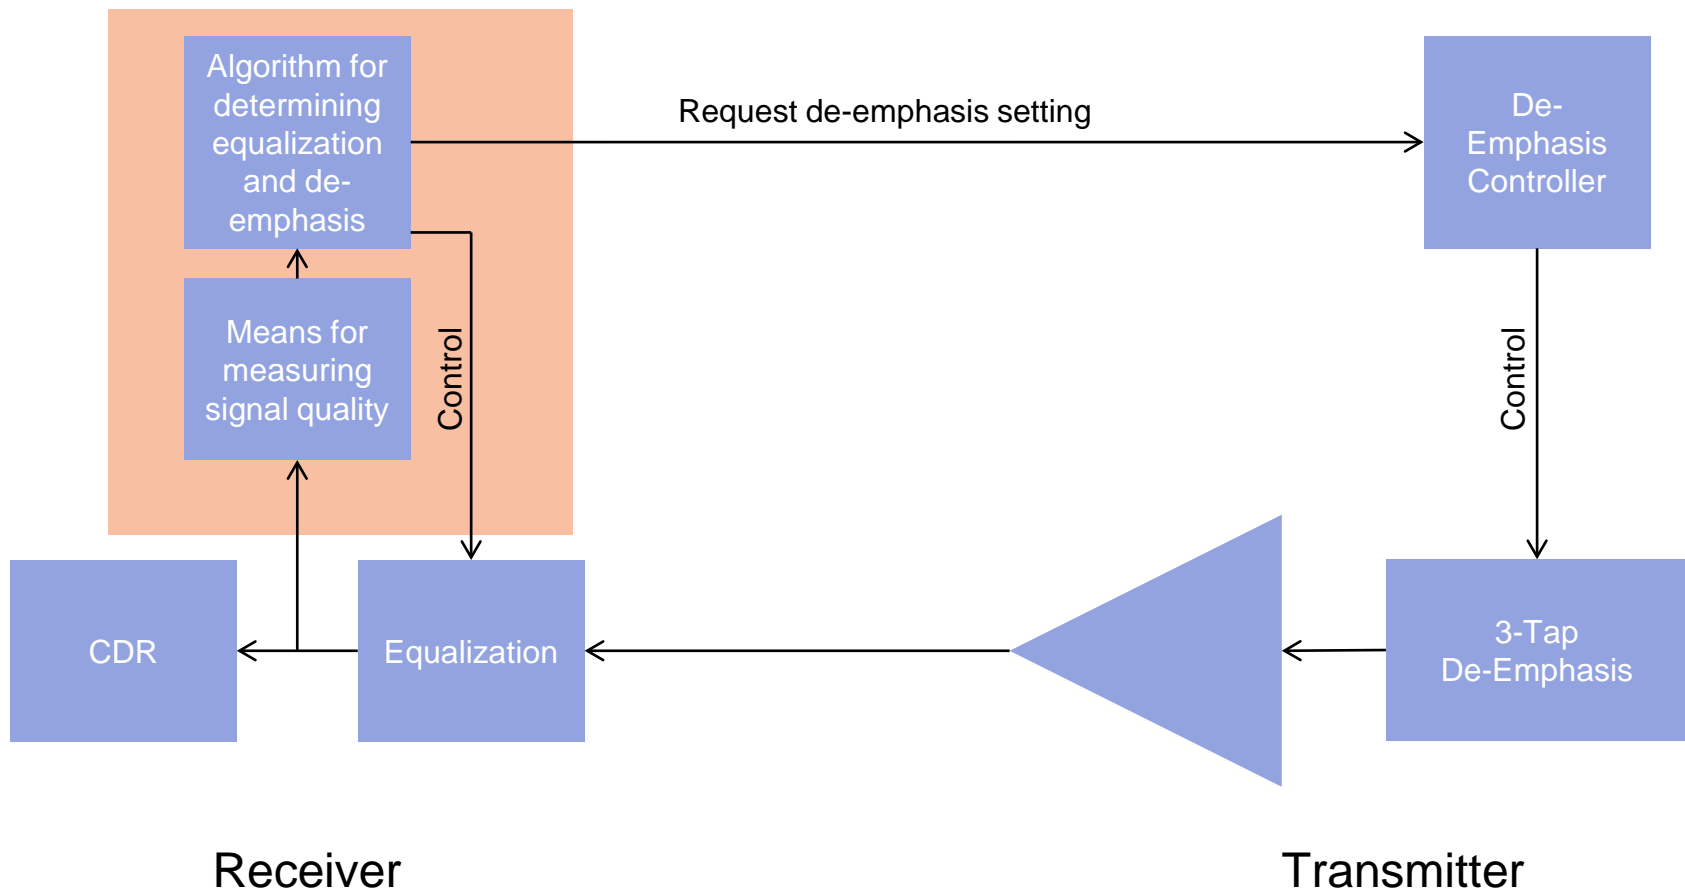 Algorithm for
determining
equalization
and de-
emphasis
Request de-emphasis setting
De-
Emphasis
Controller
Means for
measuring
signal quality
Control
Control
CDR
Equalization
3-Tap
De-Emphasis
Receiver
Transmitter